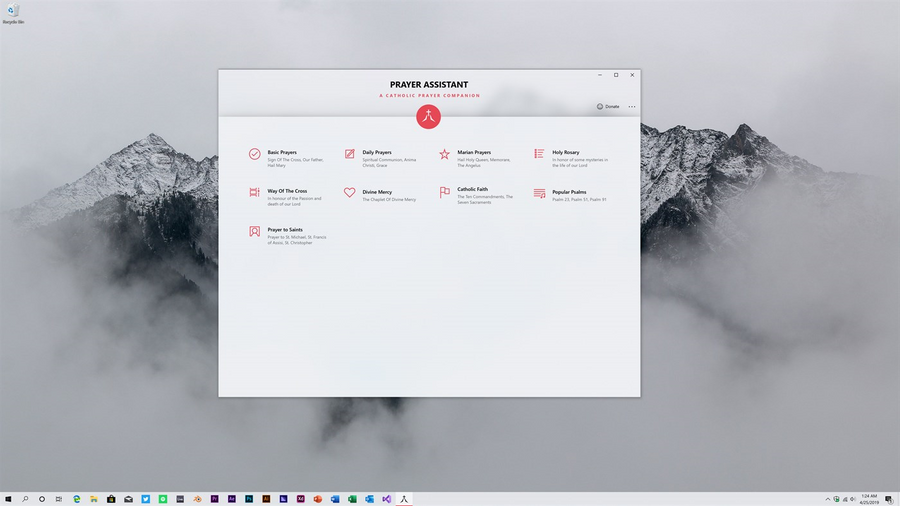 Recycle Bin
PRAYER ASSISTANT
A CATHOLIC PRAYER COMPANION
Donate
Basic Prayers
Sign Of The Cross, Our Father,
Hail Mary
Daily Prayers
Spiritual Communion, Anima
Christi, Grace
Marian Prayers
Hail Holy Queen, Memorare,
The Angelus
Holy Rosary
In honor of some mysteries in
the life of our Lord
Way Of The Cross
In honour of the Passion and
death of our Lord
Divine Mercy
The Chaplet Of Divine Mercy
Catholic Faith
The Ten Commandments, The
Seven Sacraments
Popular Psalms
Psalm 23, Psalm 51, Psalm 91
Prayer to Saints
Prayer to St. Michael, St. Francis
of Assisi, St. Christopher
Pr
Ae
Ai
Xd
1:24 AM
4/25/2019